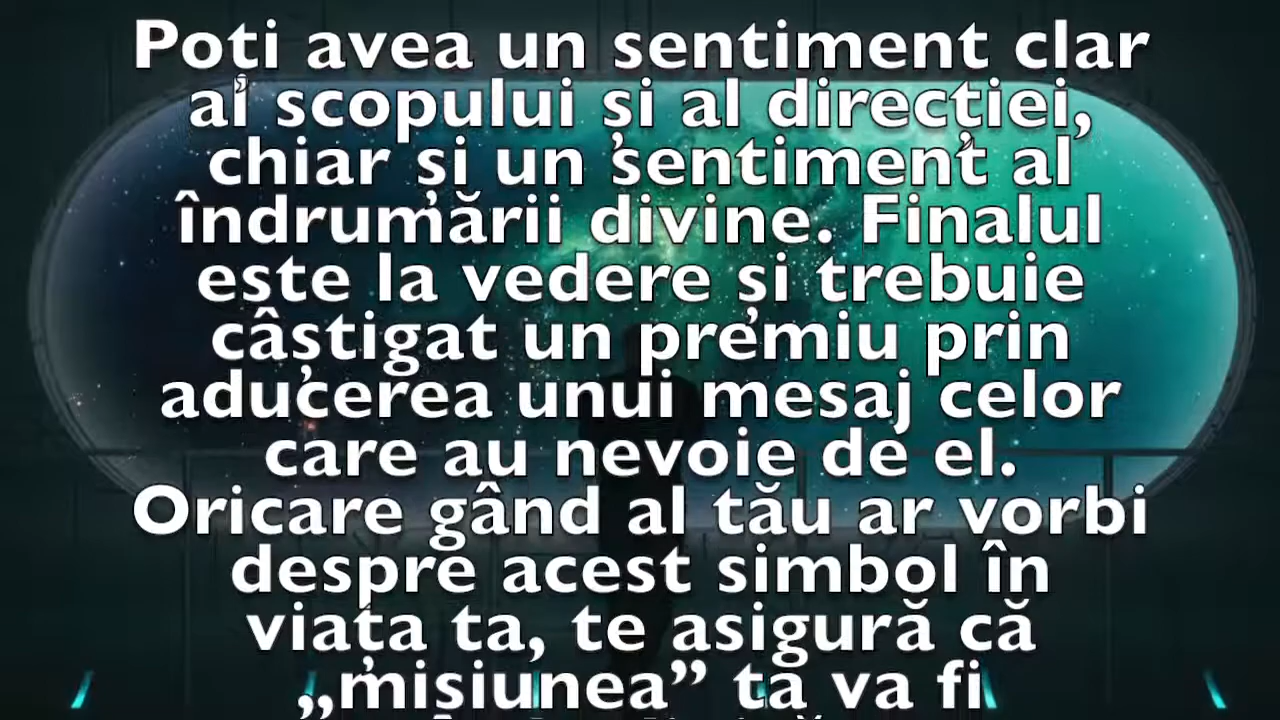 Poți avea un sentiment clar
al scopului și al direcției,
chiar și un sentiment al
îndrumării divine. Finalul
este la vedere și trebuie
câștigat un premiu prin
aducerea unui mesaj celor
care au nevoie de el.
Oricare gând al tău ar vorbi
despre acest simbol în
viața ta, te asigură că
„misiunea” ta va fi